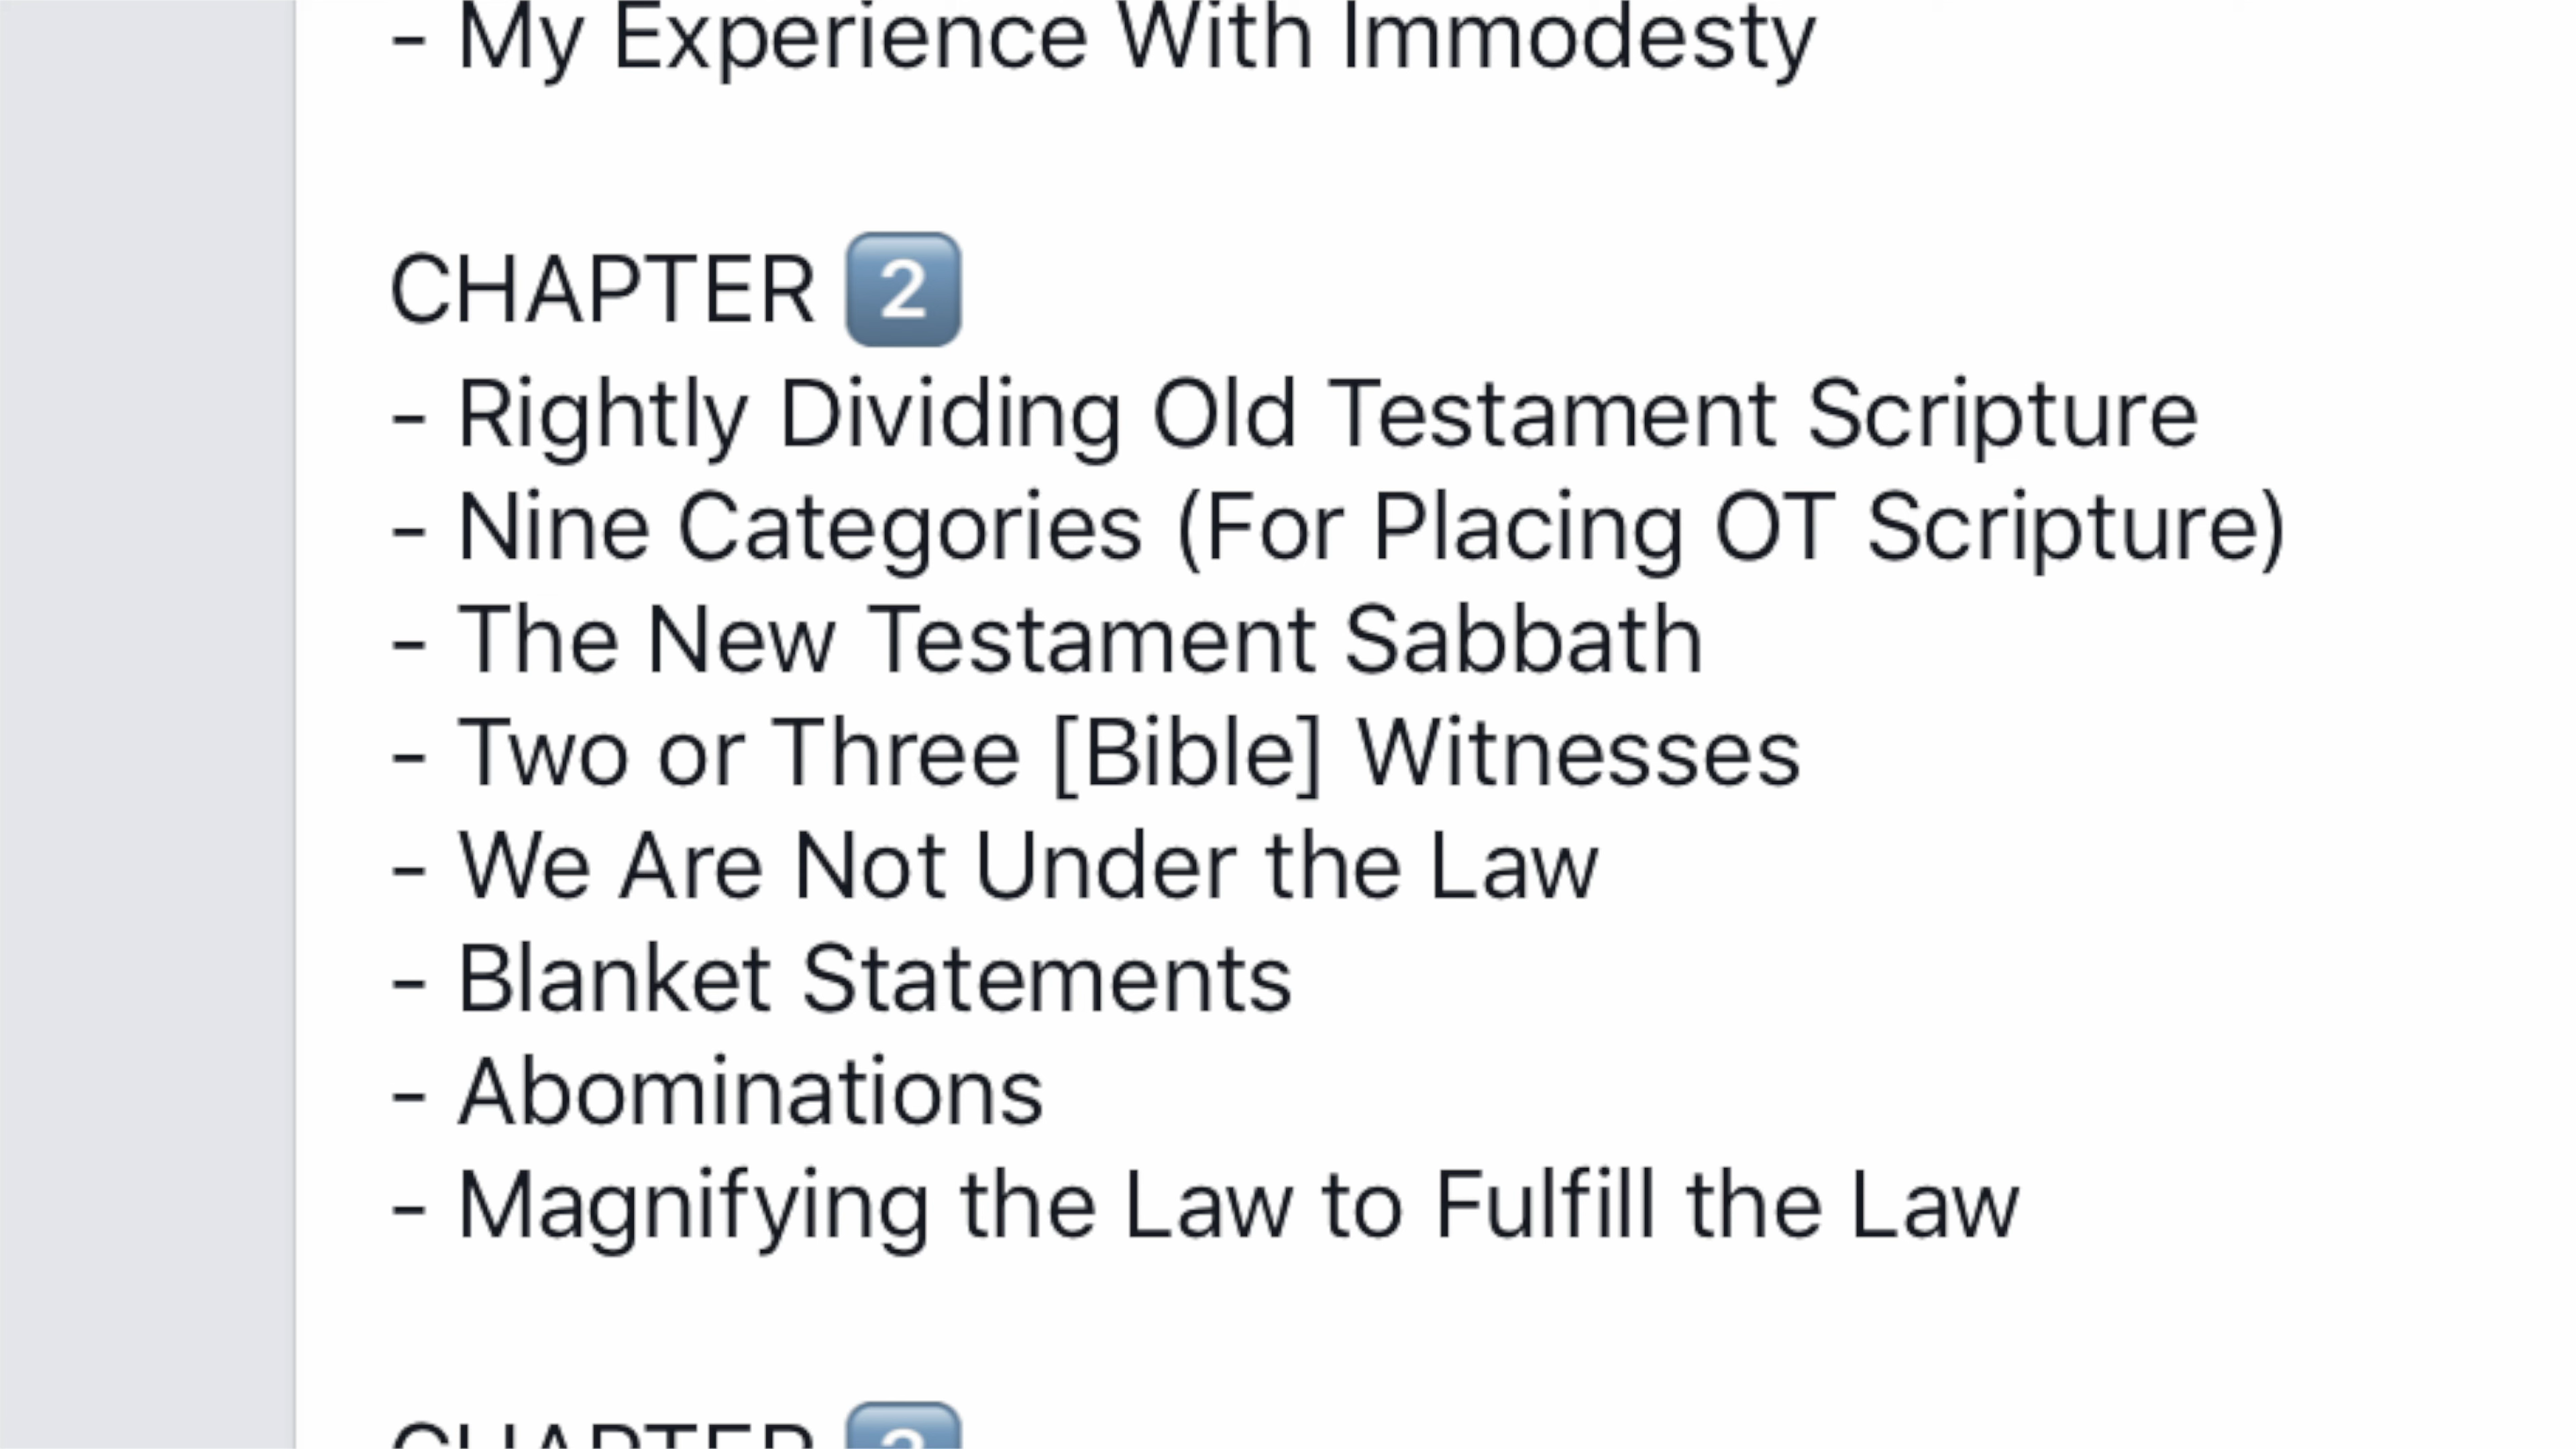 - My Experience With Immodesty
CHAPTER 2️⃣
- Rightly Dividing Old Testament Scripture
- Nine Categories (For Placing OT Scripture)
- The New Testament Sabbath
- Two or Three [Bible] Witnesses
- We Are Not Under the Law
- Blanket Statements
- Abominations
- Magnifying the Law to Fulfill the Law
CHAPTER